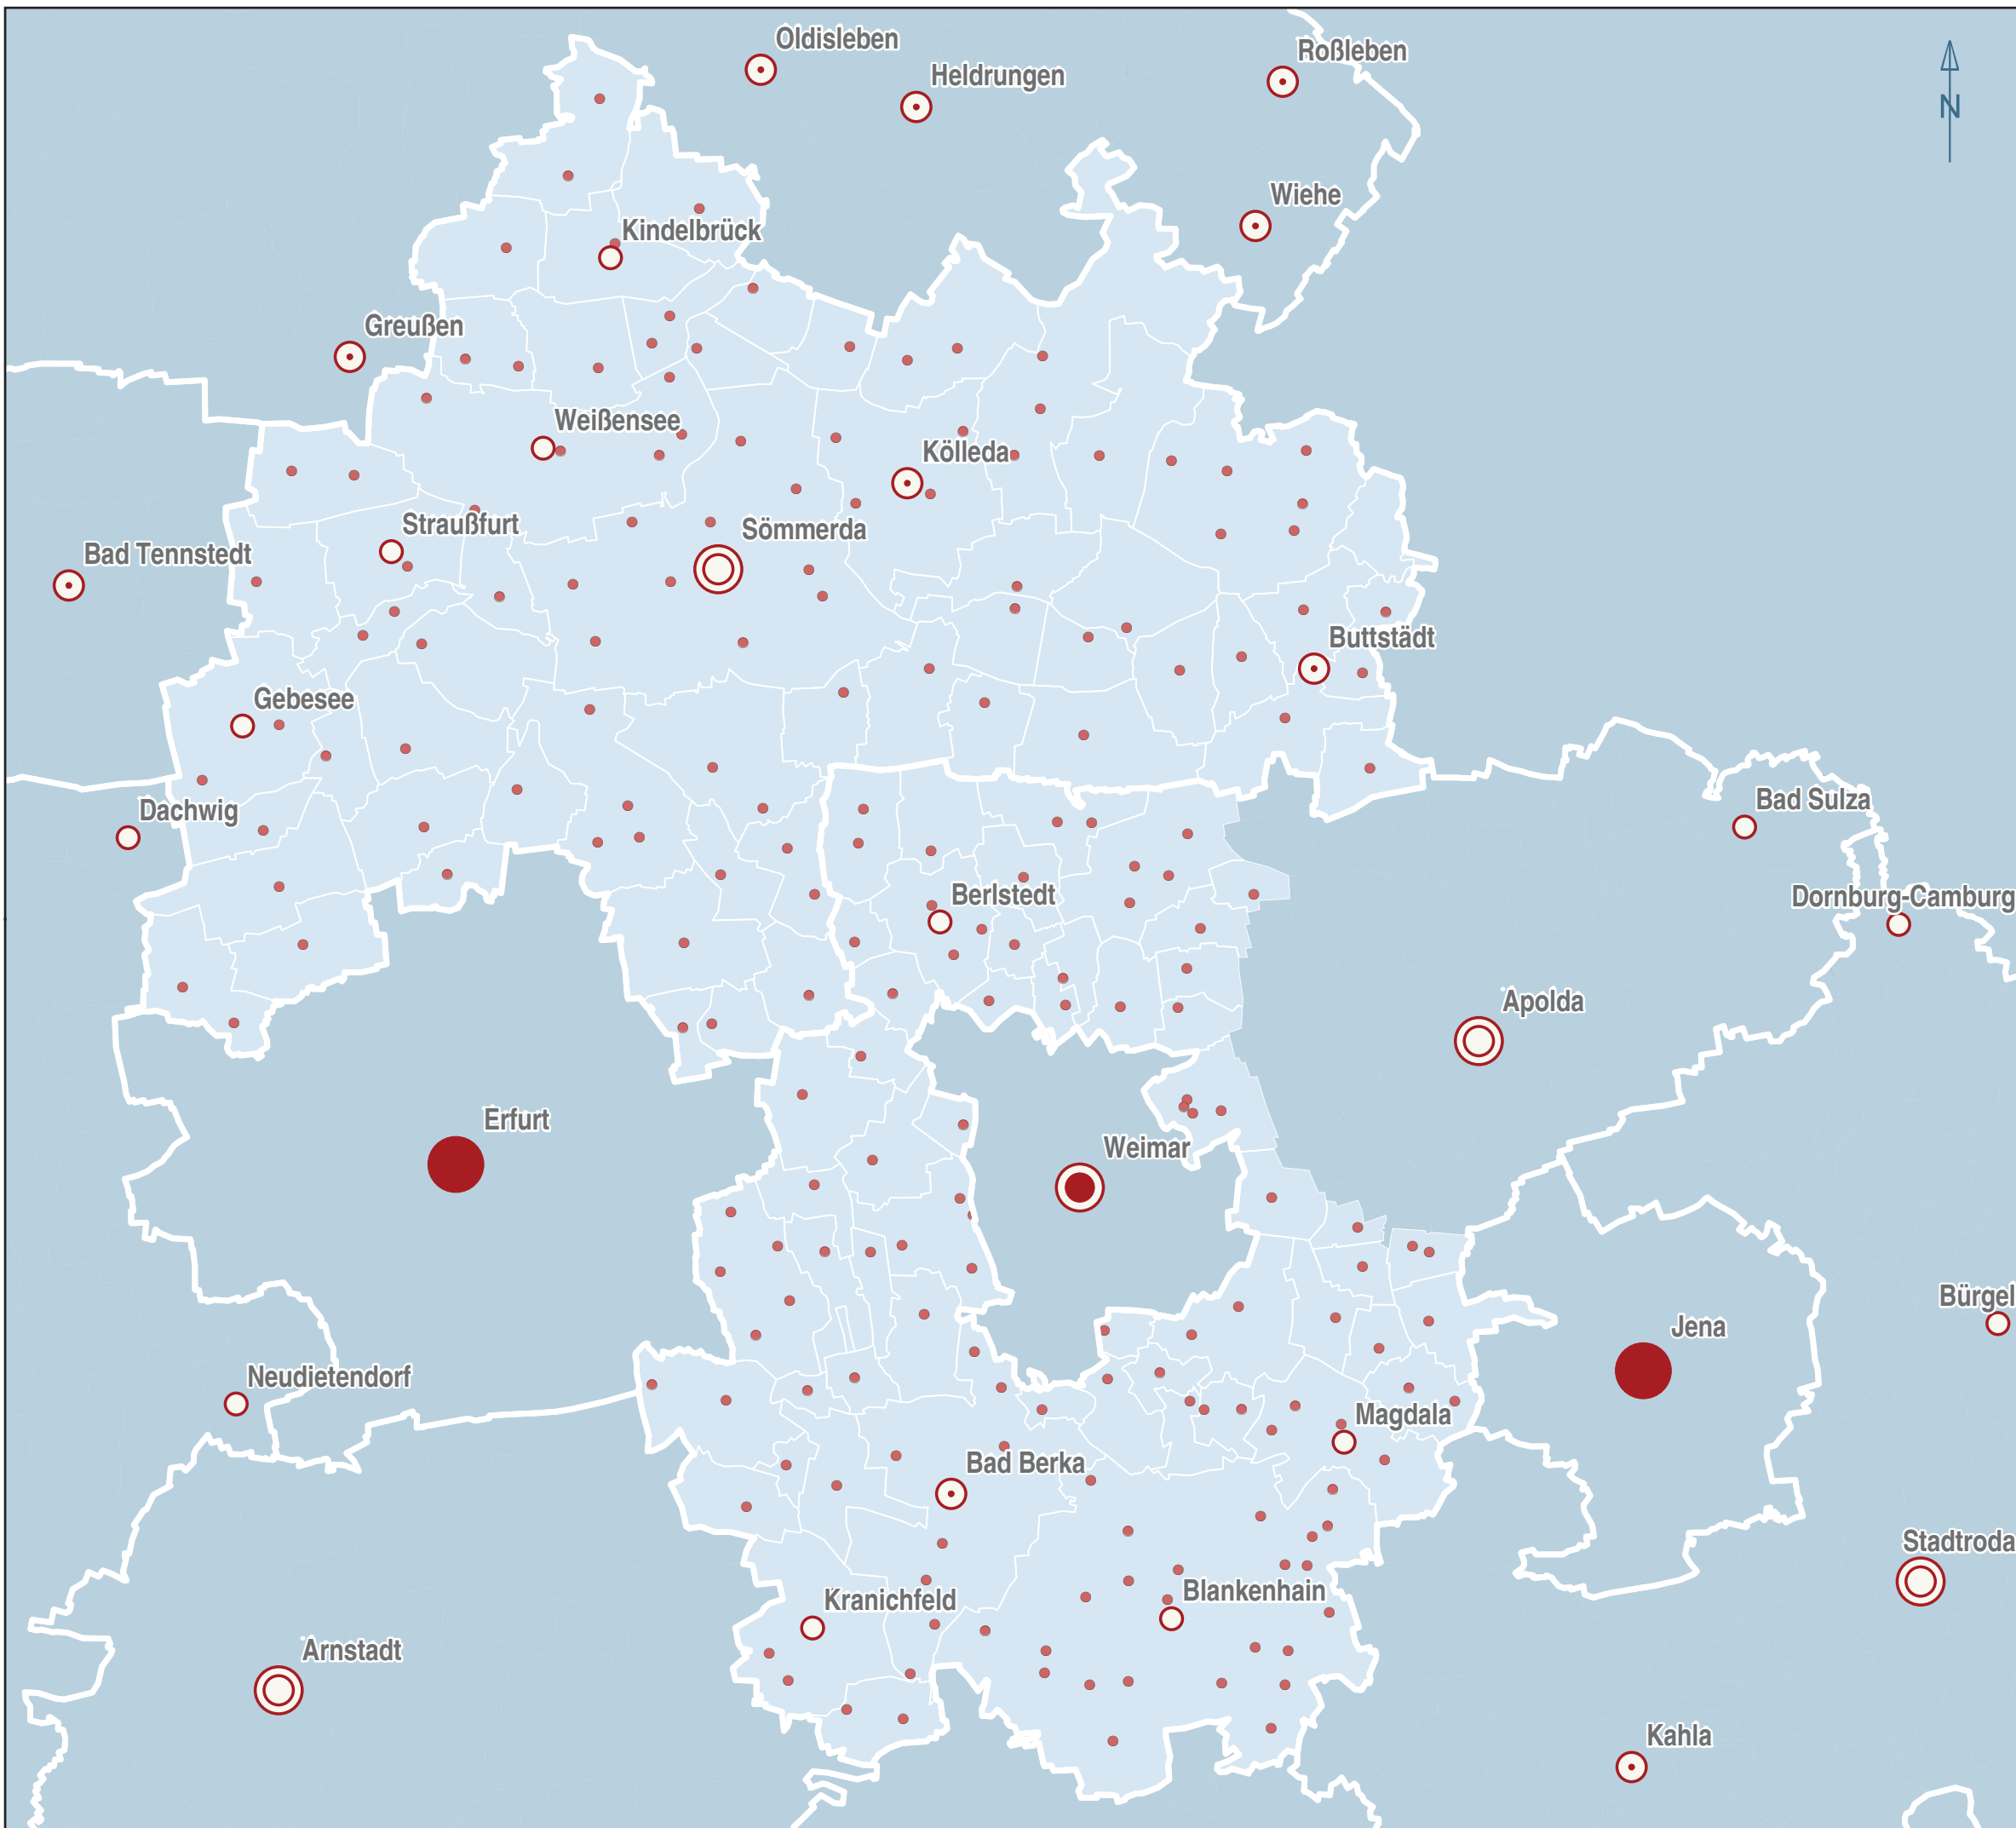 Oldisleben
Heldrungen
Roßleben
N
Wiehe
Kindelbrück
Greußen
Weißensee
Kölleda
Straußfurt
Sömmerda
Bad Tennstedt
Buttstädt
Gebesee
Dachwig
Bad Sulza
Berlstedt
Dornburg-Camburg
Apolda
Erfurt
Weimar
Bürgel
Jena
Neudietendorf
Magdala
Bad Berka
Stadtroda
Kranichfeld
Blankenhain
Arnstadt
Kahla